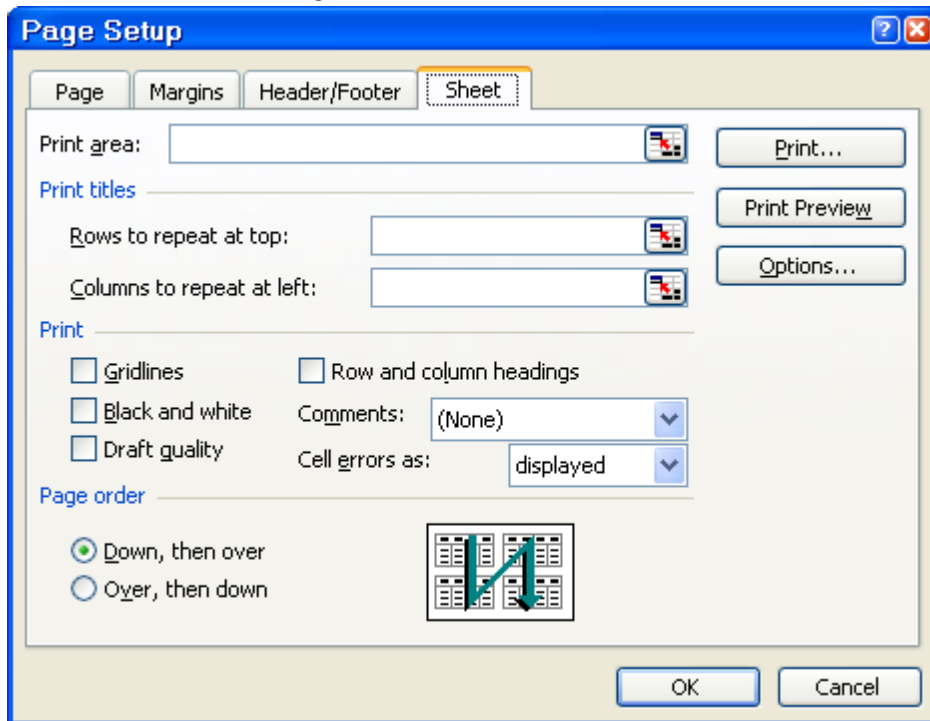 Page Setup
Page Margins Header/Footer Sheet
Print area:
Print...
Print titles
Print Preview
Rows to repeat at top:
Options...
Columns to repeat at left:
Print
Gridlines Row and column headings
Black and white Comments: (None)
Draft quality Cell errors as: displayed
Page order
Down, then over
Over, then down
OK Cancel